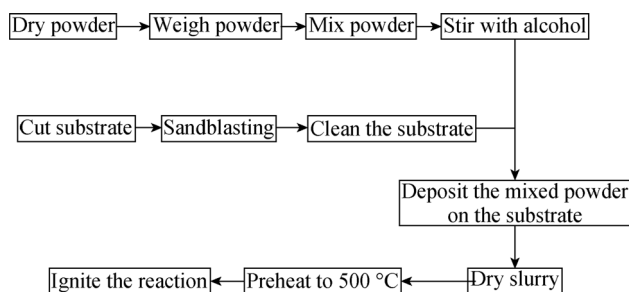 Dry powder
Weigh powder
Mix powder
Stir with alcohol
Cut substrate
Sandblasting
Clean the substrate
Deposit the mixed powder
on the substrate
Ignite the reaction
Preheat to 500 °C
Dry slurry